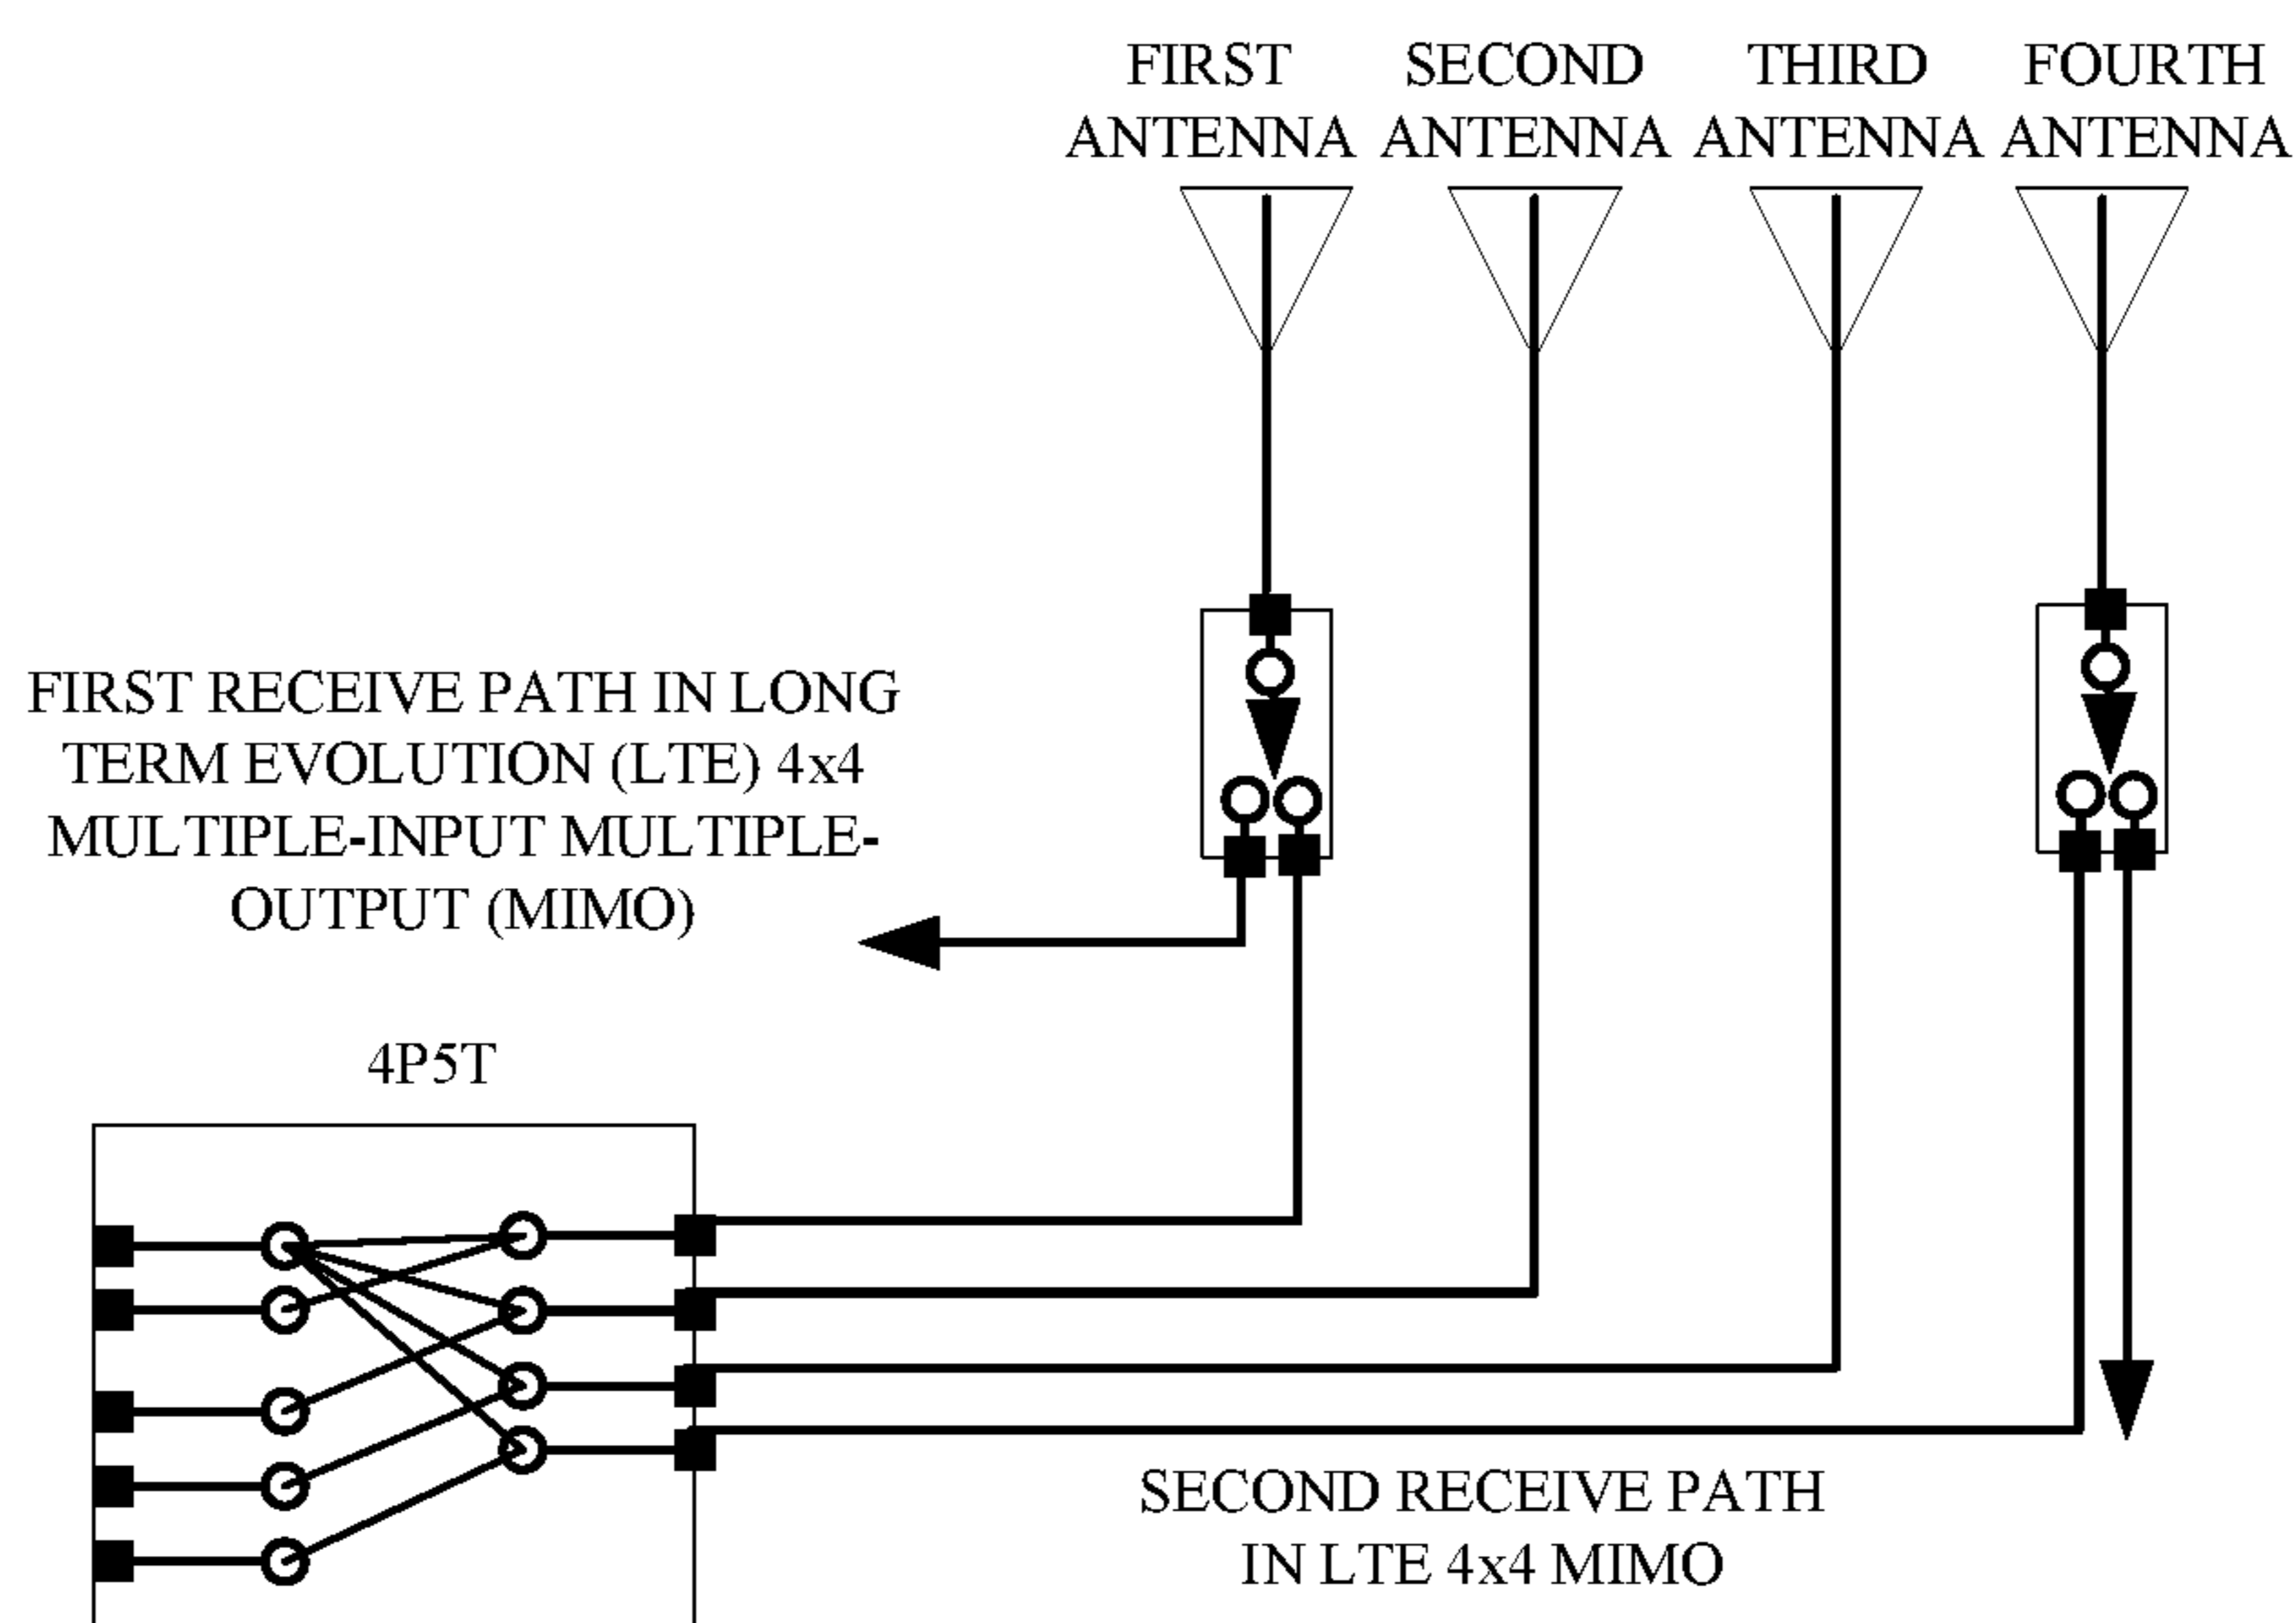 FIRST ANTENNA
SECOND ANTENNA
THIRD ANTENNA
FOURTH ANTENNA
FIRST RECEIVE PATH IN LONG
TERM EVOLUTION (LTE) 4x4
MULTIPLE-INPUT MULTIPLE-
OUTPUT (MIMO)
4P5T
SECOND RECEIVE PATH
IN LTE 4x4 MIMO